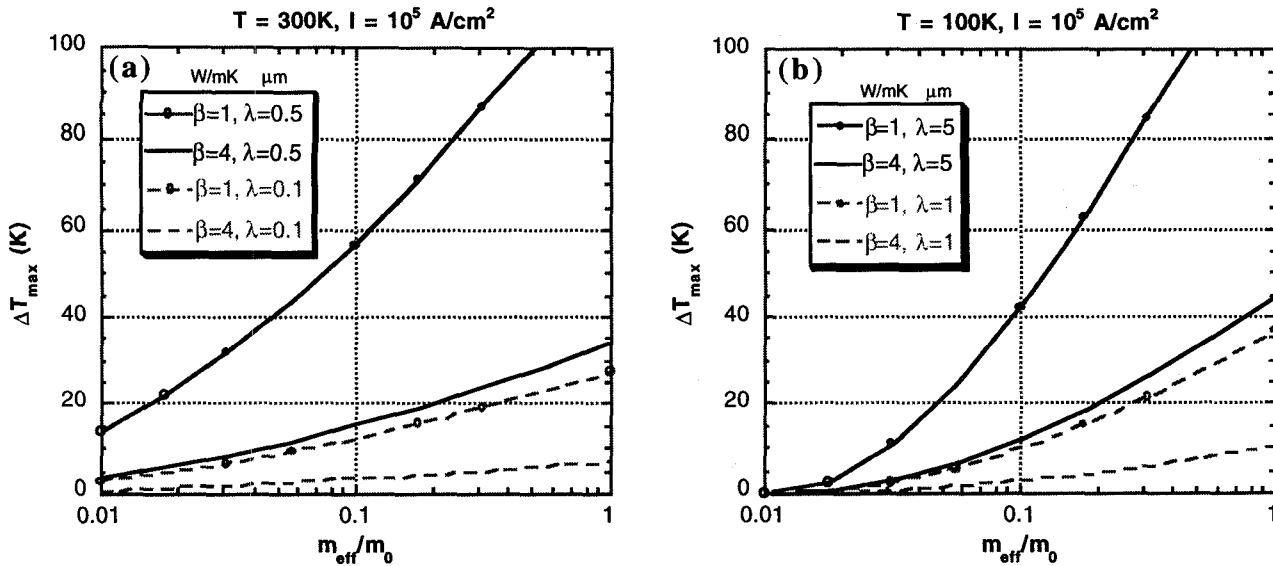 T = 300K, I = 10⁵ A/cm²
(a)
W/mK μm
β=1, λ=0.5
β=4, λ=0.5
β=1, λ=0.1
β=4, λ=0.1
ΔT_max (K)
100
80
60
40
20
0
0.01 0.1 1
m_eff/m_0
T = 100K, I = 10⁵ A/cm²
(b)
W/mK μm
β=1, λ=5
β=4, λ=5
β=1, λ=1
β=4, λ=1
ΔT_max (K)
100
80
60
40
20
0
0.01 0.1 1
m_eff/m_0